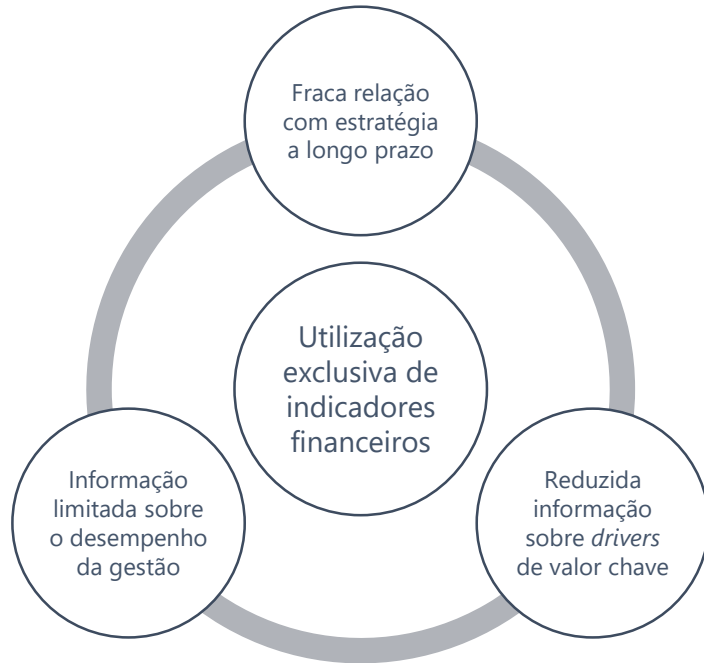 Fraca relação
com estratégia
a longo prazo
Utilização
exclusiva de
indicadores
financeiros
Informação
limitada sobre
o desempenho
da gestão
Reduzida
informação
sobre drivers
de valor chave